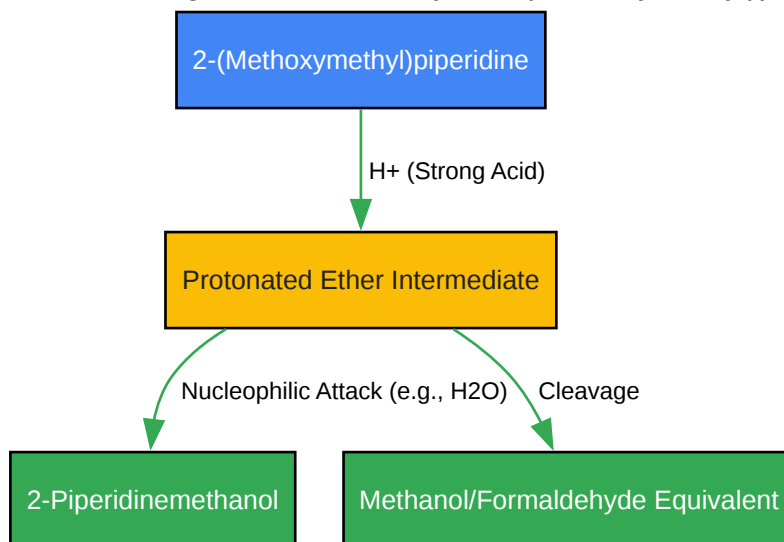 2-(Methoxymethyl)piperidine
H+ (Strong Acid)
Protonated Ether Intermediate
Nucleophilic Attack (e.g., H2O)
Cleavage
2-Piperidinemethanol
Methanol/Formaldehyde Equivalent